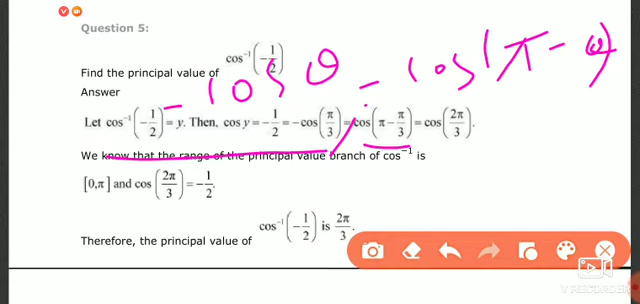 Question 5:
Find the principal value of cos⁻¹(-1/2)
- cos θ = cos(π - θ)
Answer
Let cos⁻¹(-1/2) = y. Then, cos y = -1/2 = -cos(π/3) = cos(π - π/3) = cos(2π/3).
We know that the range of the principal value branch of cos⁻¹ is
[0,π] and cos(2π/3) = -1/2.
Therefore, the principal value of cos⁻¹(-1/2) is 2π/3.
V RECORDER